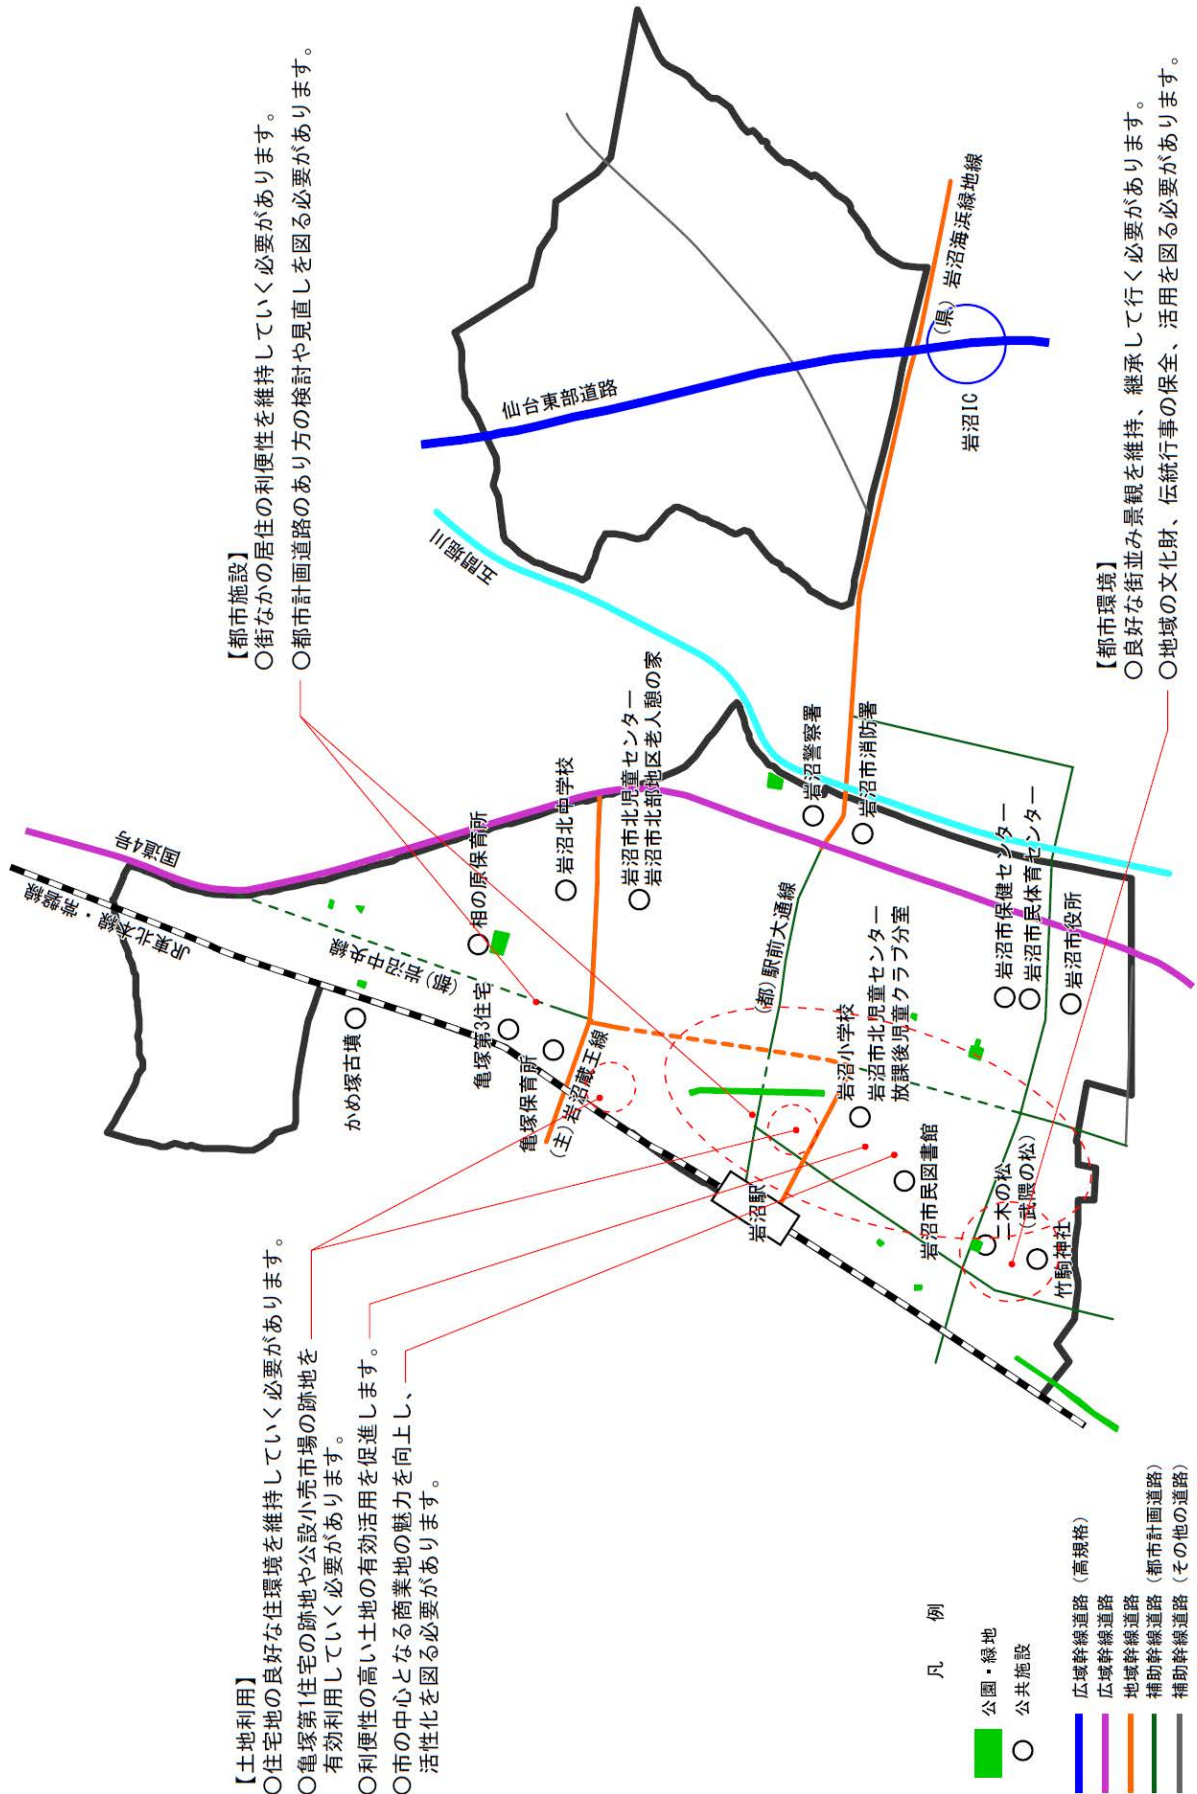 【土地利用】
○住宅地の良好な住環境を維持していく必要があります。
○亀塚第1住宅の跡地や公設小売市場の跡地を
有効利用していく必要があります。
○利便性の高い土地の有効活用を促進します。
○市の中心となる商業地の魅力を向上し、
活性化を図る必要があります。
【都市施設】
○街なかの居住の利便性を維持していく必要があります。
○都市計画道路のあり方の検討や見直しを図る必要があります。
【都市環境】
○良好な街並み景観を維持、継承して行く必要があります。
○地域の文化財、伝統行事の保全、活用を図る必要があります。
JR東北本線・常磐線
国道4号
(都)岩沼中央線
かめ塚古墳
相の原保育所
亀塚第3住宅
亀塚保育所
(主)岩沼蔵王線
岩沼北中学校
岩沼市北児童センター
岩沼市北部地区老人憩の家
五間堀川
仙台東部道路
(県)岩沼海浜緑地線
岩沼IC
岩沼警察署
岩沼市消防署
(都)駅前大通線
岩沼駅
岩沼小学校
岩沼市北児童センター
放課後児童クラブ分室
岩沼市民図書館
岩沼市保健センター
岩沼市民体育センター
岩沼市役所
二木の松
(武隈の松)
竹駒神社
凡 例
公園・緑地
公共施設
広域幹線道路（高規格）
広域幹線道路
地域幹線道路
補助幹線道路（都市計画道路）
補助幹線道路（その他の道路）